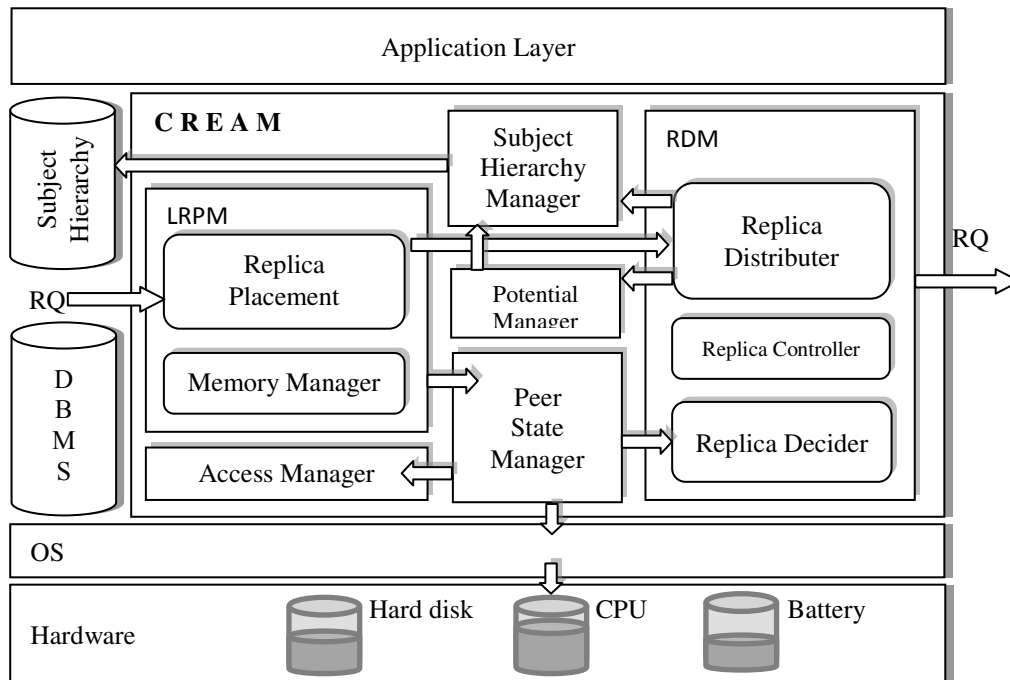 Application Layer
C R E A M
Subject
Hierarchy
Subject
Hierarchy
Manager
RDM
LRPM
Replica
Placement
Replica
Distributer
RQ
RQ
Potential
Manager
Replica Controller
Memory Manager
D
B
M
S
Peer
State
Manager
Replica Decider
Access Manager
OS
Hard disk
CPU
Battery
Hardware